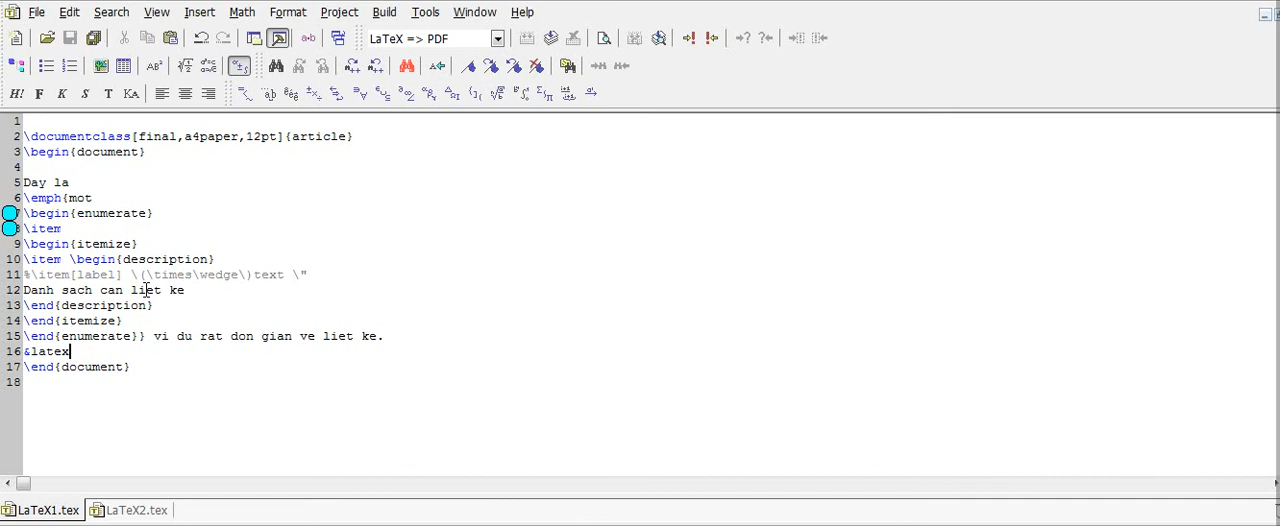 File Edit Search View Insert Math Format Project Build Tools Window Help
LaTeX => PDF
H! F K S T KA
1
2 \documentclass[final,a4paper,12pt]{article}
3 \begin{document}
4
5 Day la
6 \emph{mot
7 \begin{enumerate}
8 \item
9 \begin{itemize}
10 \item \begin{description}
11 %\item[label] \(\times\wedge\)text \"
12 Danh sach can liet ke
13 \end{description}
14 \end{itemize}
15 \end{enumerate}} vi du rat don gian ve liet ke.
16 &latex
17 \end{document}
18
LaTeX1.tex LaTeX2.tex